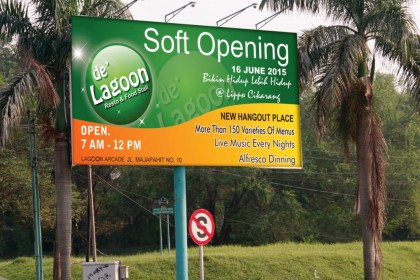 Soft Opening
16 JUNE 2015
Bikin Hidup Lebih Hidup
@ Lippo Cikarang
de'
Lagoon
Resto & Food Stall
NEW HANGOUT PLACE
More Than 150 Varieties Of Menus
Live Music Every Nights
Alfresco Dinning
OPEN.
7 AM - 12 PM
LAGOON ARCADE JL. MAJAPAHIT NO. 10
S